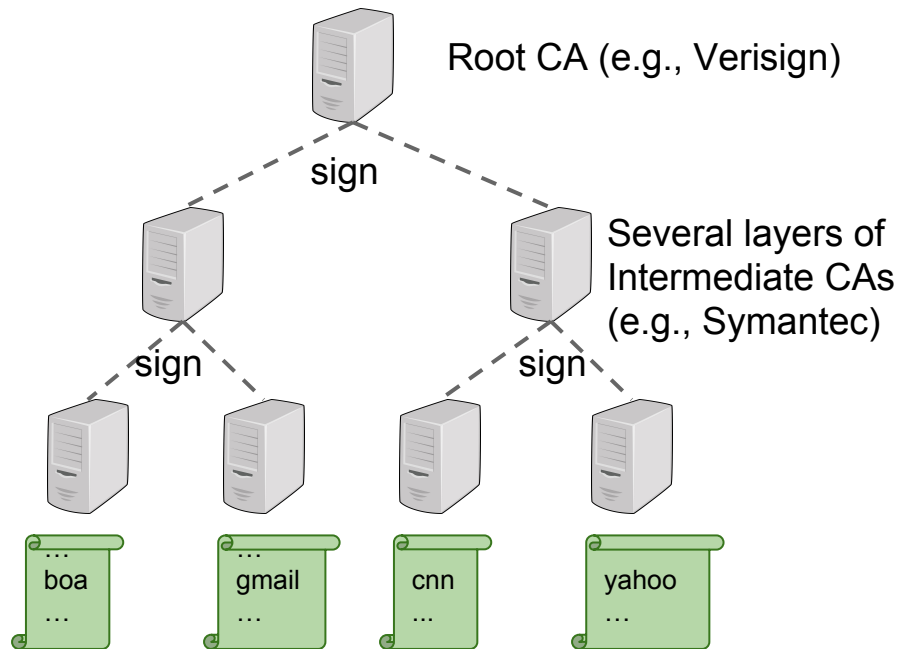 Root CA (e.g., Verisign)
sign
Several layers of
Intermediate CAs
(e.g., Symantec)
sign
sign
…
boa
…
…
gmail
…
cnn
...
yahoo
…